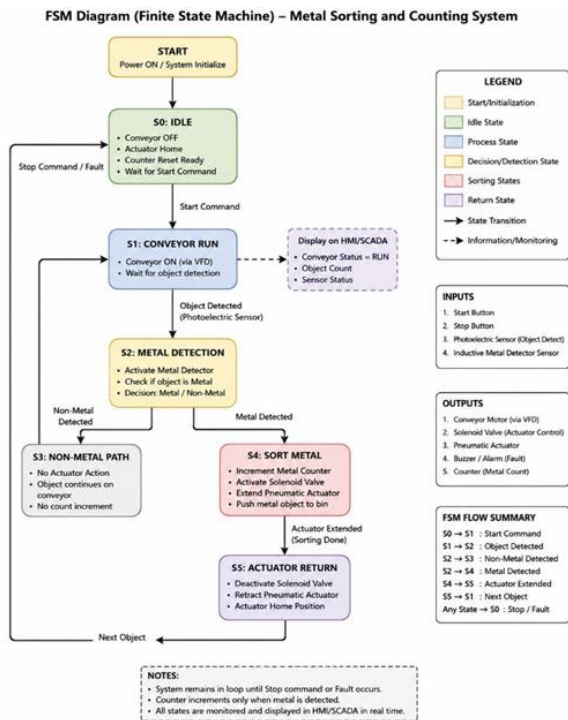 FSM Diagram (Finite State Machine) – Metal Sorting and Counting System
START
Power ON / System Initialize
S0: IDLE
• Conveyor OFF
• Actuator Home
• Counter Reset Ready
• Wait for Start Command
Stop Command / Fault
Start Command
S1: CONVEYOR RUN
• Conveyor ON (via VFD)
• Wait for object detection
Display on HMI/SCADA
• Conveyor Status = RUN
• Object Count
• Sensor Status
Object Detected
(Photoelectric Sensor)
S2: METAL DETECTION
• Activate Metal Detector
• Check if object is Metal
• Decision: Metal / Non-Metal
Non-Metal
Detected
Metal Detected
S3: NON-METAL PATH
• No Actuator Action
• Object continues on
conveyor
• No count increment
S4: SORT METAL
• Increment Metal Counter
• Activate Solenoid Valve
• Extend Pneumatic Actuator
• Push metal object to bin
Actuator Extended
(Sorting Done)
S5: ACTUATOR RETURN
• Deactivate Solenoid Valve
• Retract Pneumatic Actuator
• Actuator Home Position
Next Object
LEGEND
Start/Initialization
Idle State
Process State
Decision/Detection State
Sorting States
Return State
State Transition
Information/Monitoring
INPUTS
1. Start Button
2. Stop Button
3. Photoelectric Sensor (Object Detect)
4. Inductive Metal Detector Sensor
OUTPUTS
1. Conveyor Motor (via VFD)
2. Solenoid Valve (Actuator Control)
3. Pneumatic Actuator
4. Buzzer / Alarm (Fault)
5. Counter (Metal Count)
FSM FLOW SUMMARY
S0 → S1 : Start Command
S1 → S2 : Object Detected
S2 → S3 : Non-Metal Detected
S2 → S4 : Metal Detected
S4 → S5 : Actuator Extended
S5 → S1 : Next Object
Any State → S0 : Stop / Fault
NOTES:
• System remains in loop until Stop command or Fault occurs.
• Counter increments only when metal is detected.
• All states are monitored and displayed in HMI/SCADA in real time.